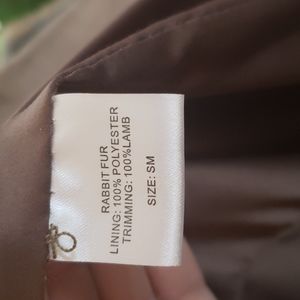 RABBIT FUR
LINING: 100% POLYESTER
TRIMMING: 100%LAMB
SIZE: SM